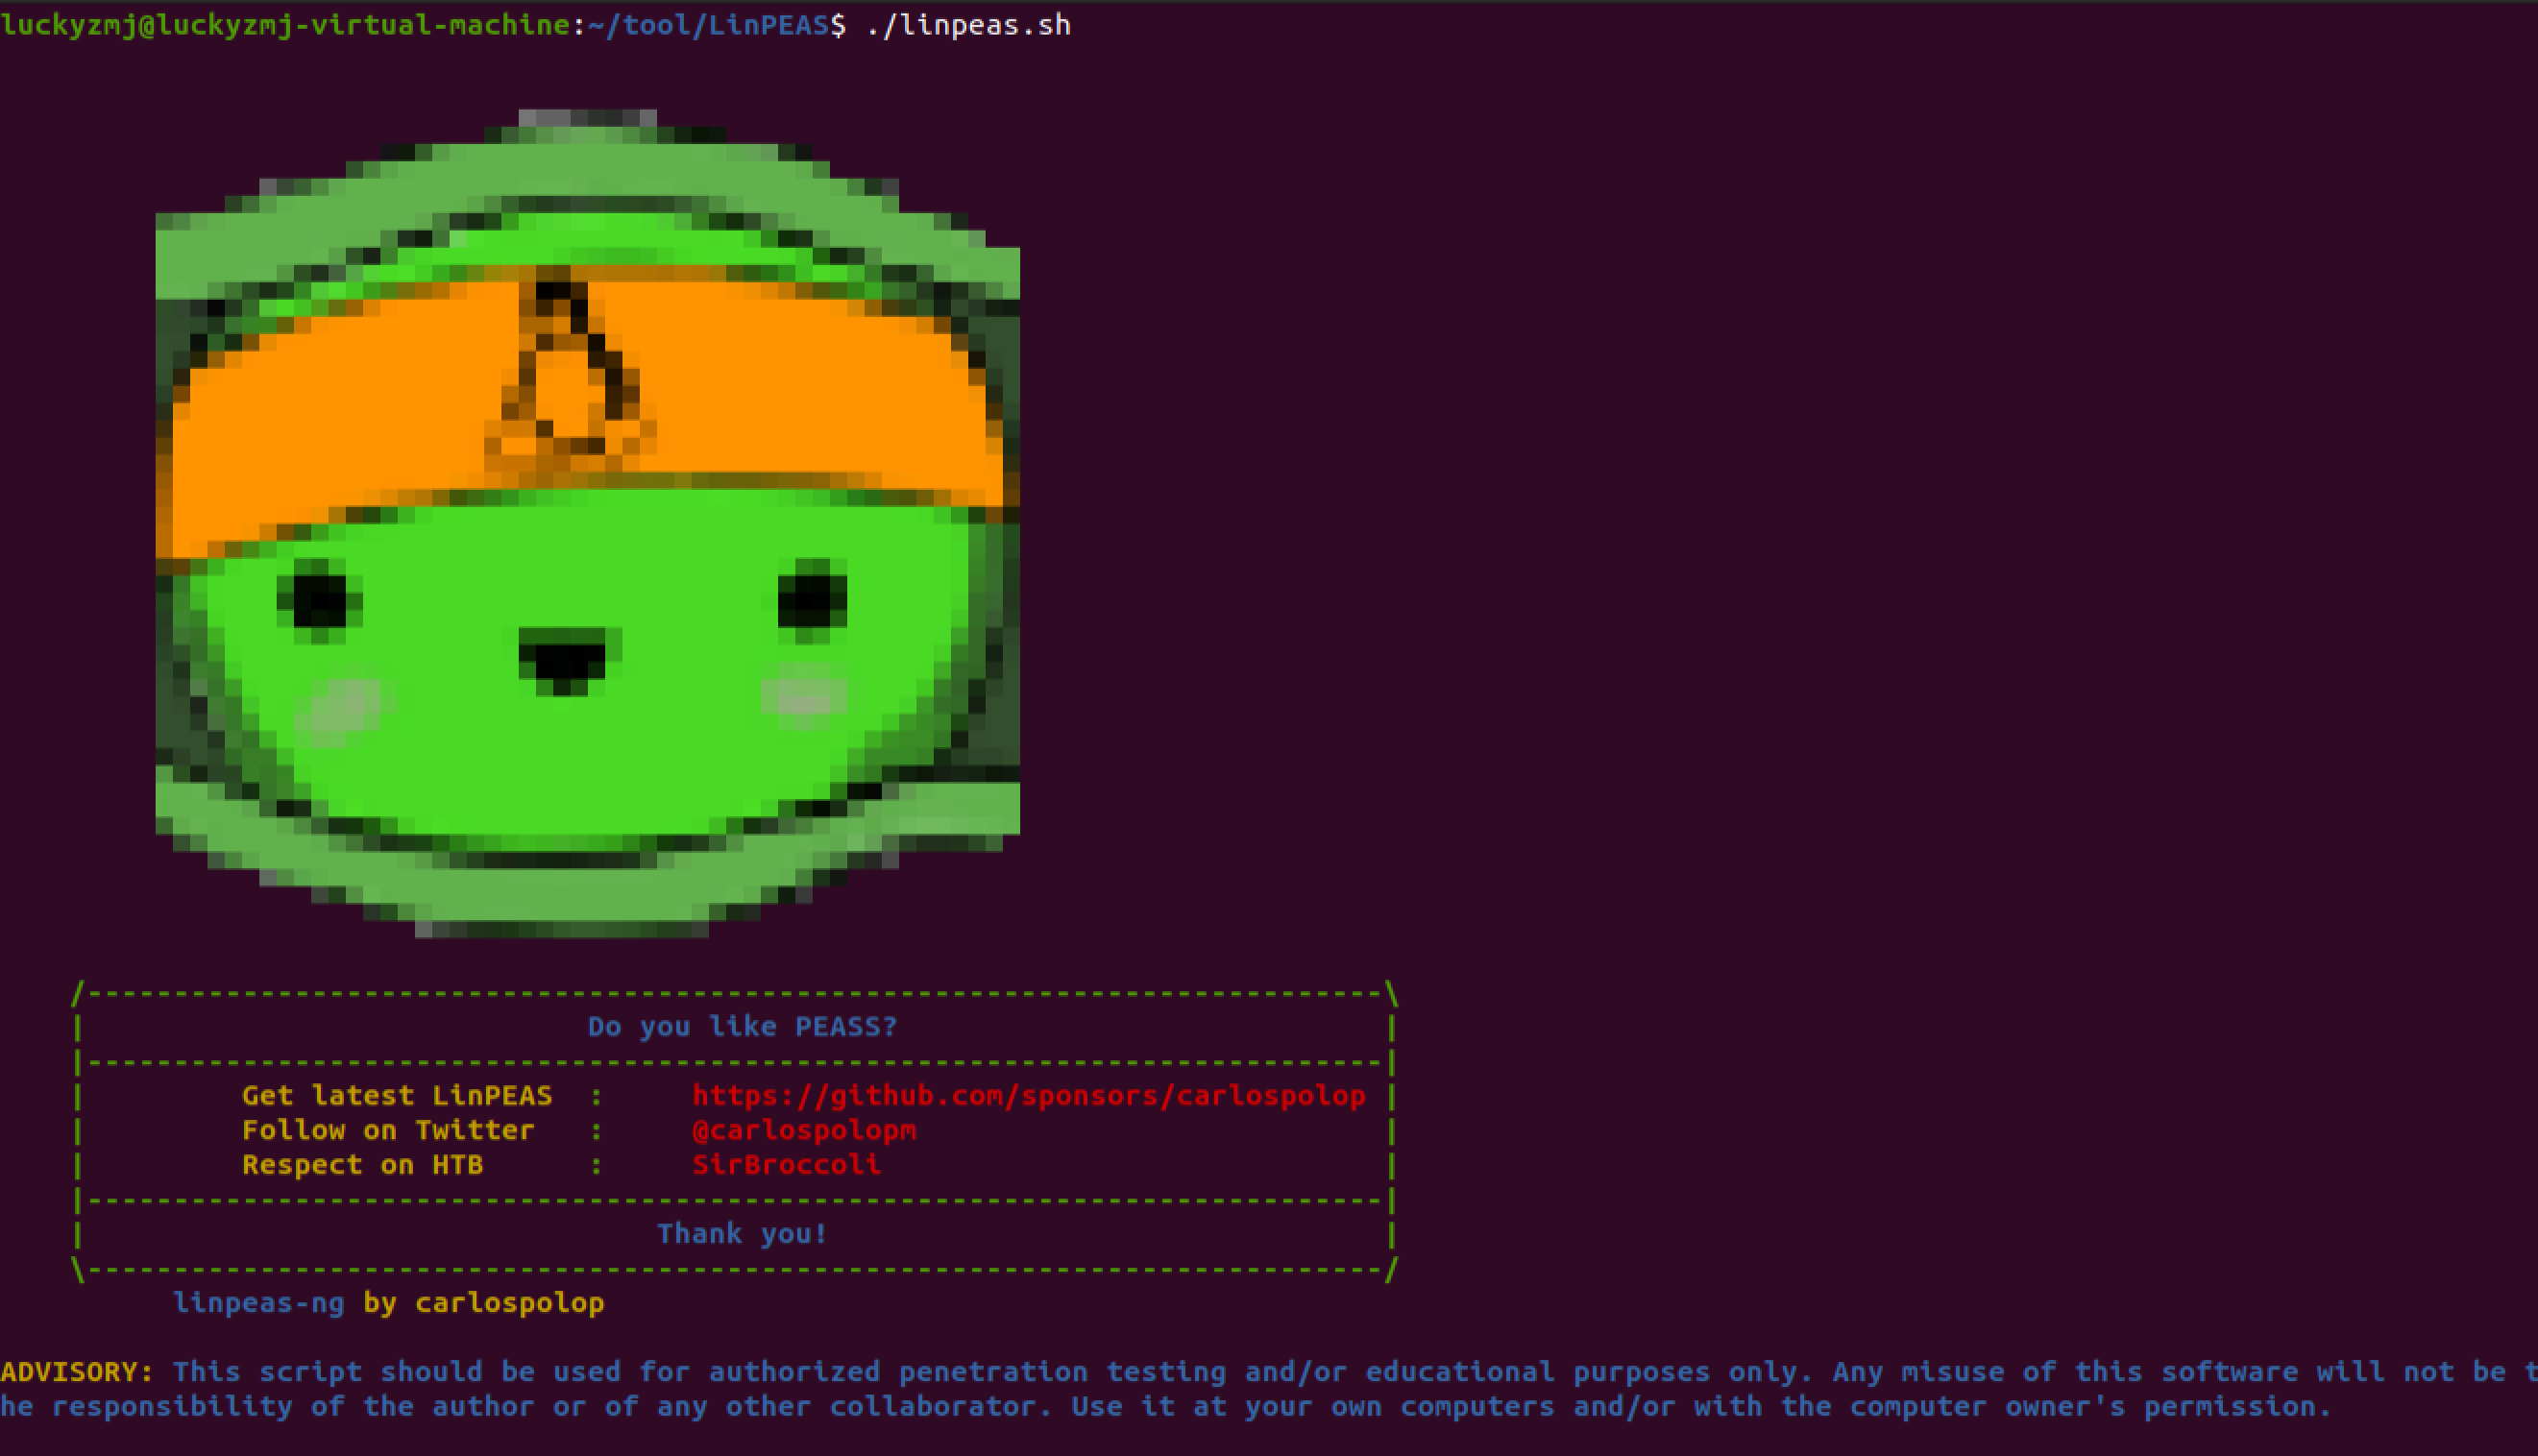 luckyzmj@luckyzmj-virtual-machine:~/tool/LinPEAS$ ./linpeas.sh
/---------------------------------------------------------------------------\
|                             Do you like PEASS?                            |
|---------------------------------------------------------------------------|
|         Get latest LinPEAS  :     https://github.com/sponsors/carlospolop |
|         Follow on Twitter   :     @carlospolopm                           |
|         Respect on HTB      :     SirBroccoli                             |
|---------------------------------------------------------------------------|
|                                 Thank you!                                |
\---------------------------------------------------------------------------/
linpeas-ng by carlospolop
ADVISORY: This script should be used for authorized penetration testing and/or educational purposes only. Any misuse of this software will not be t
he responsibility of the author or of any other collaborator. Use it at your own computers and/or with the computer owner's permission.